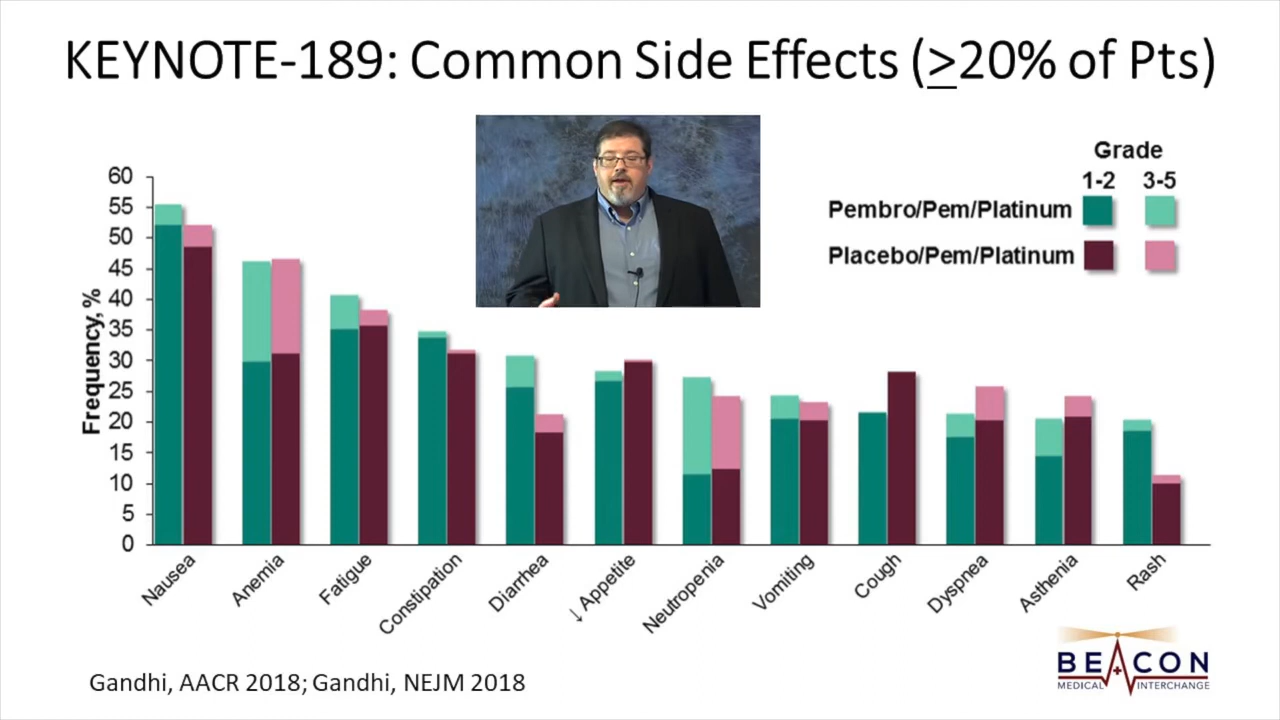 KEYNOTE-189: Common Side Effects (≥20% of Pts)
Grade
1-2 3-5
Pembro/Pem/Platinum
Placebo/Pem/Platinum
Frequency, %
60
55
50
45
40
35
30
25
20
15
10
5
0
Nausea
Anemia
Fatigue
Constipation
Diarrhea
↓ Appetite
Neutropenia
Vomiting
Cough
Dyspnea
Asthenia
Rash
Gandhi, AACR 2018; Gandhi, NEJM 2018
BEACON
MEDICAL INTERCHANGE